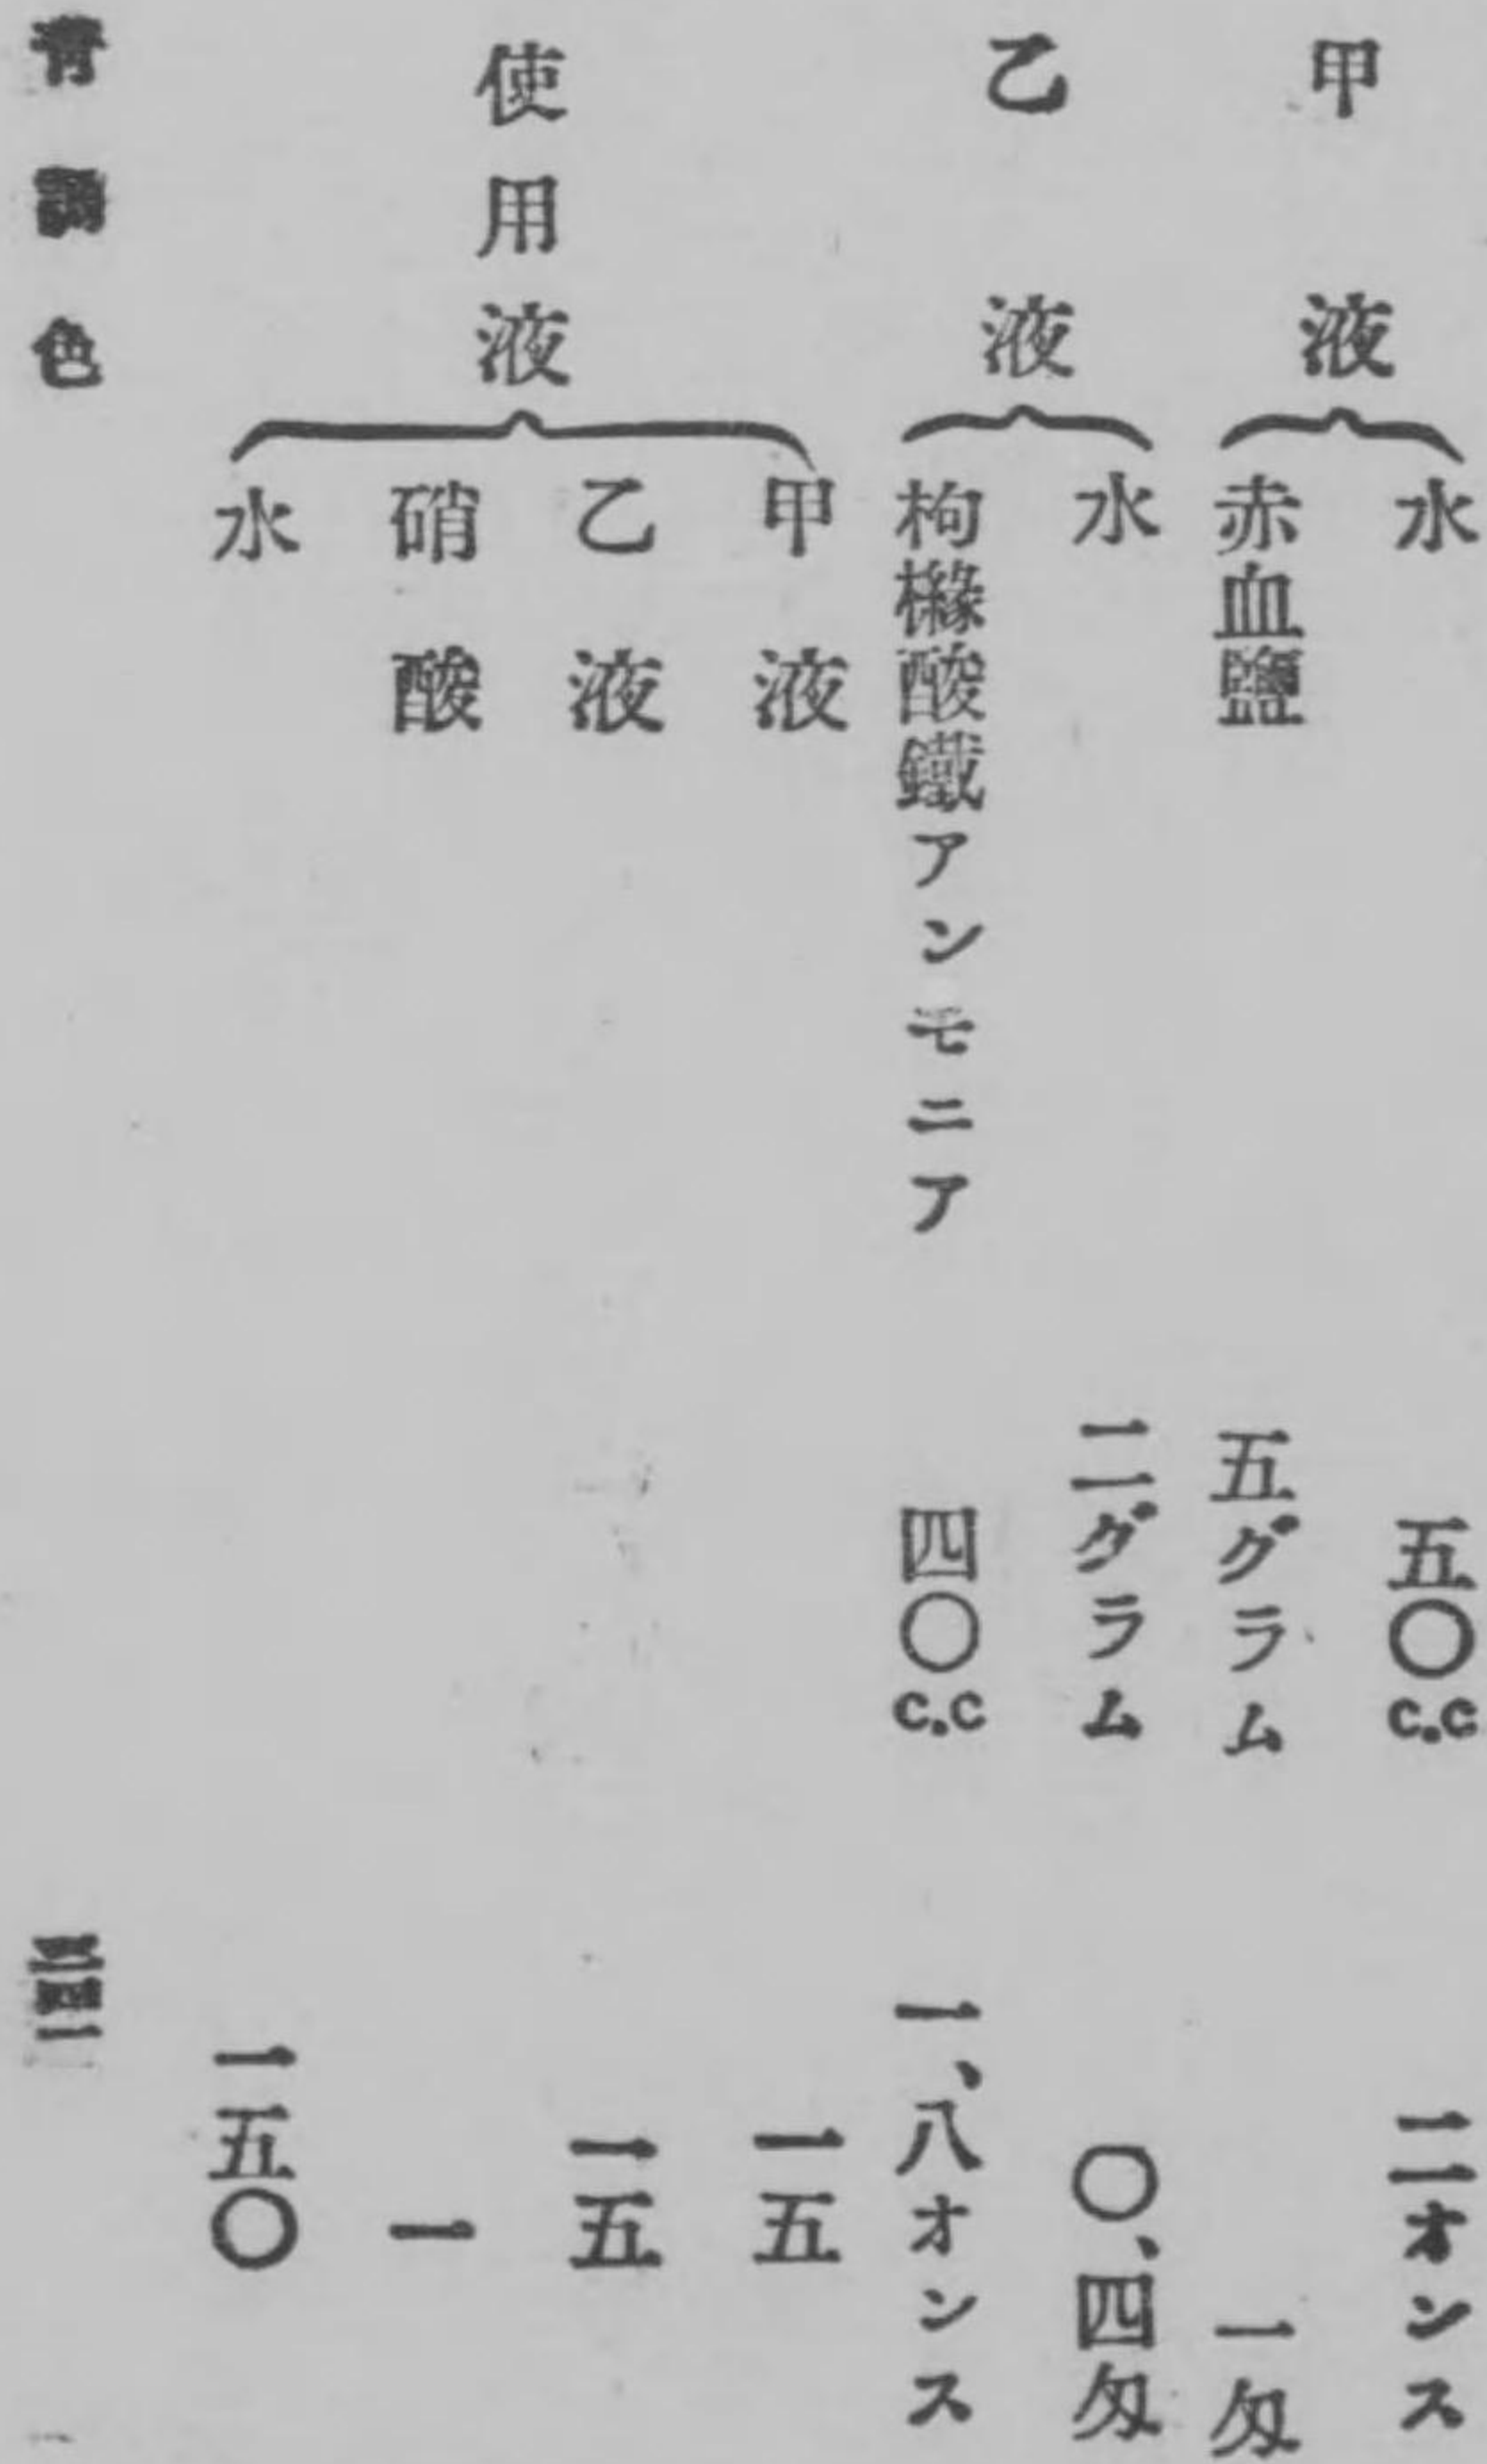 甲液
水 五〇c.c 二オンス
赤血鹽 五グラム 一匁
乙液
水 二グラム 〇、四匁
枸櫞酸鐵アンモニア 四〇c.c 一、八オンス
使用液
甲液 一五
乙液 一五
硝酸 一
水 一五〇
青調色